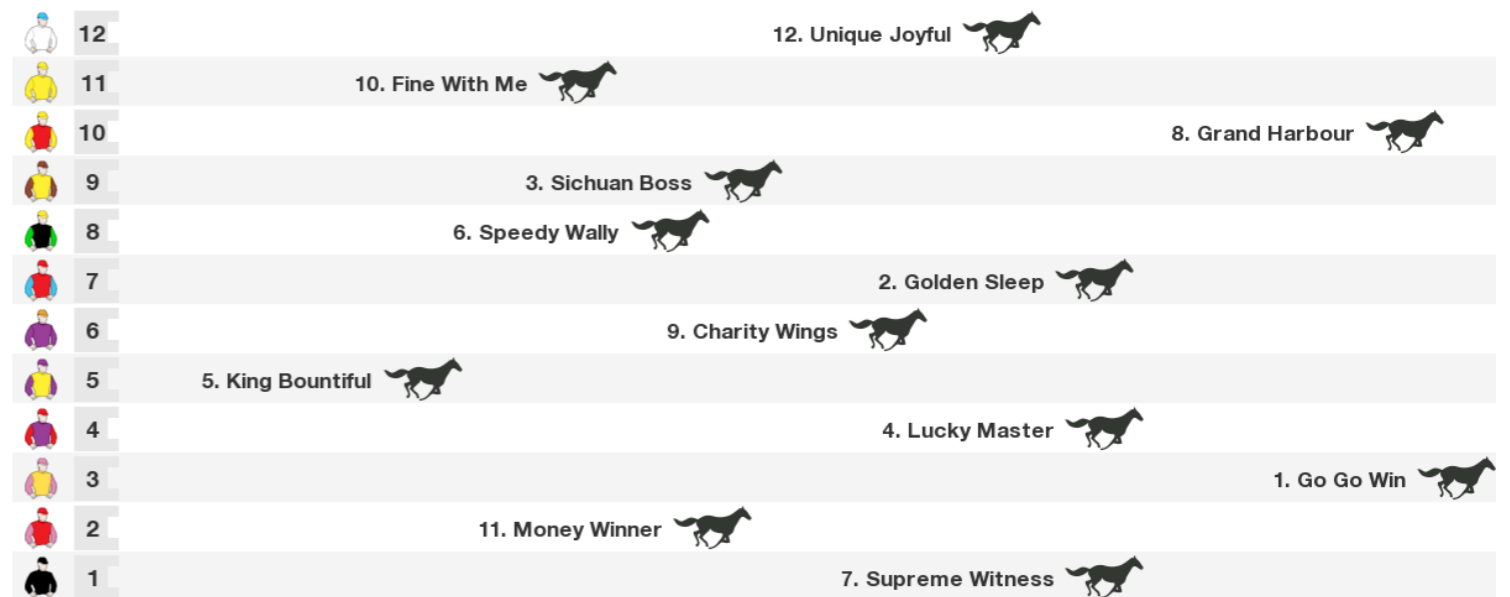 12 12. Unique Joyful
11 10. Fine With Me
10 8. Grand Harbour
9 3. Sichuan Boss
8 6. Speedy Wally
7 2. Golden Sleep
6 9. Charity Wings
5 5. King Bountiful
4 4. Lucky Master
3 1. Go Go Win
2 11. Money Winner
1 7. Supreme Witness